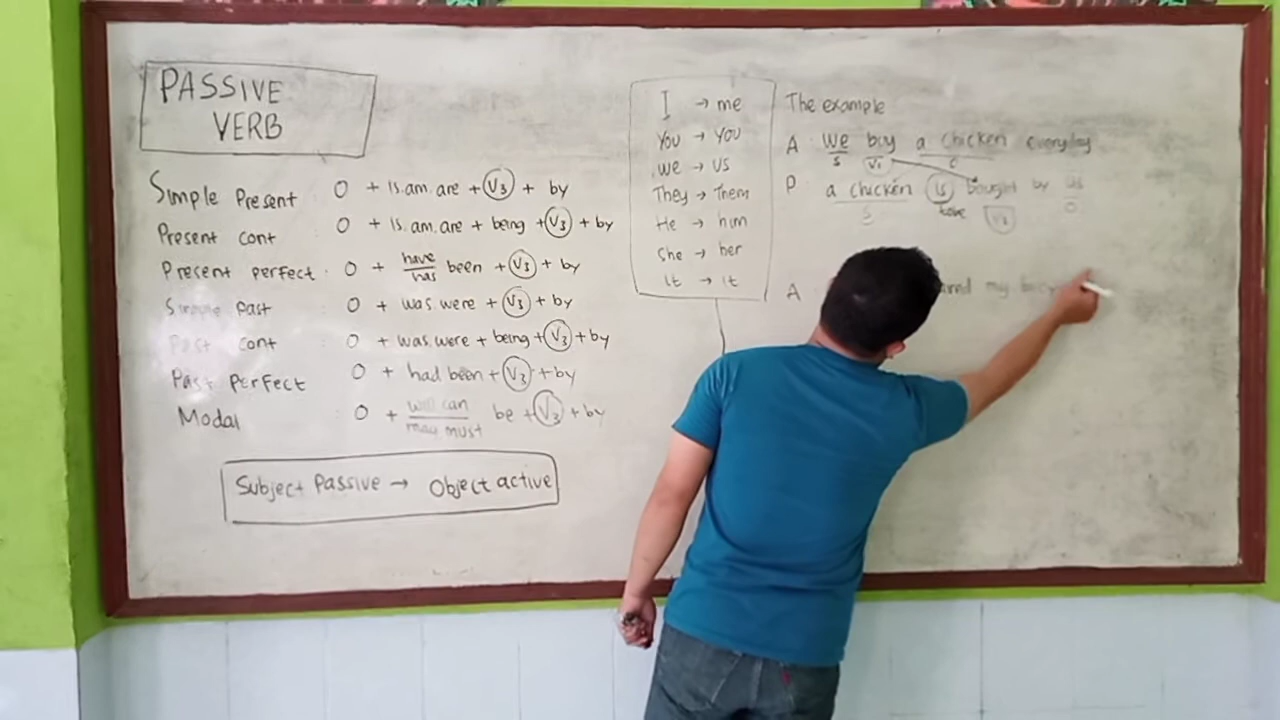 PASSIVE
VERB
Simple Present O + Is.am.are + V3 + by
Present cont : O + Is.am.are + being + V3 + by
Present perfect : O + have/has been + V3 + by
Simple Past O + was.were + V3 + by
Past cont O + was.were + being + V3 + by
Past Perfect O + had been + V3 + by
Modal O + will can/may must be + V3 + by
Subject Passive → Object active
I → me
You → You
We → US
They → Them
He → him
She → her
It → It
The example
A : We buy a chicken everyday
S V1 O
P : a chicken is bought by us
S tobe V3 O
A
my